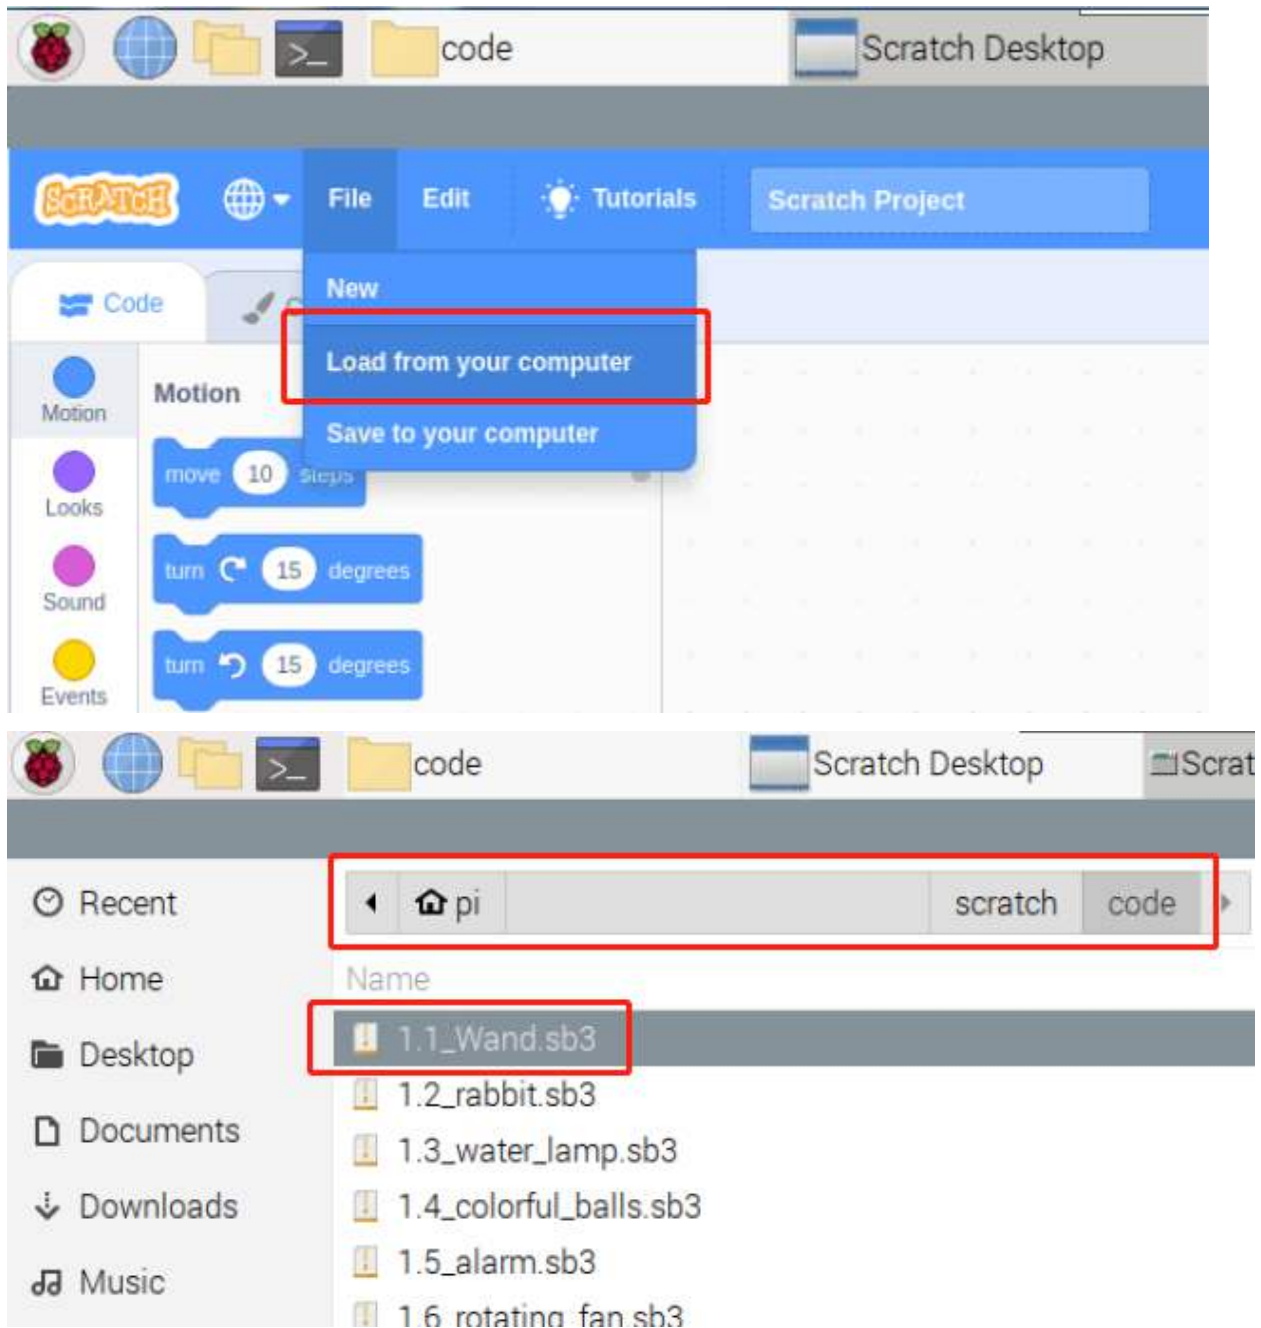 code Scratch Desktop
SCRATCH File Edit Tutorials Scratch Project
Code C
New
Load from your computer
Save to your computer
Motion
Motion
move 10 steps
Looks
turn 15 degrees
Sound
turn 15 degrees
Events
code Scratch Desktop Scrat
Recent
pi scratch code
Home
Name
1.1_Wand.sb3
Desktop
1.2_rabbit.sb3
Documents
1.3_water_lamp.sb3
Downloads
1.4_colorful_balls.sb3
1.5_alarm.sb3
Music
1.6_rotating_fan.sb3